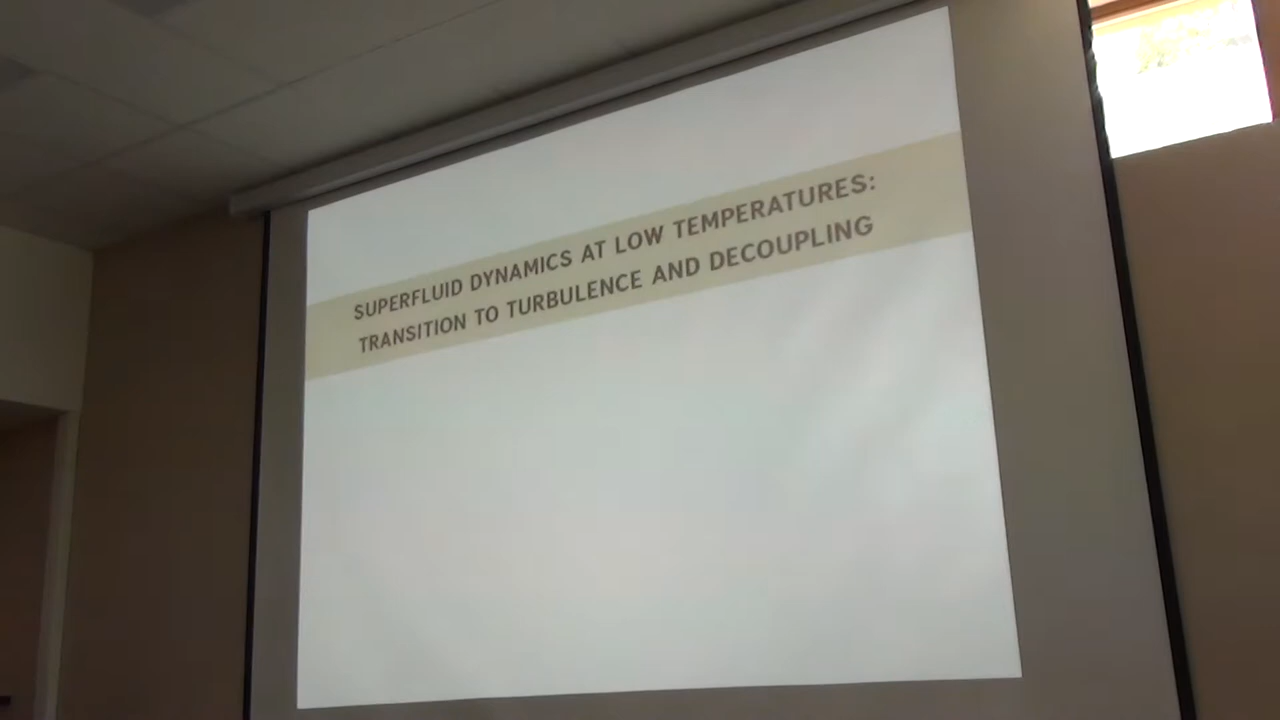 SUPERFLUID DYNAMICS AT LOW TEMPERATURES:
TRANSITION TO TURBULENCE AND DECOUPLING